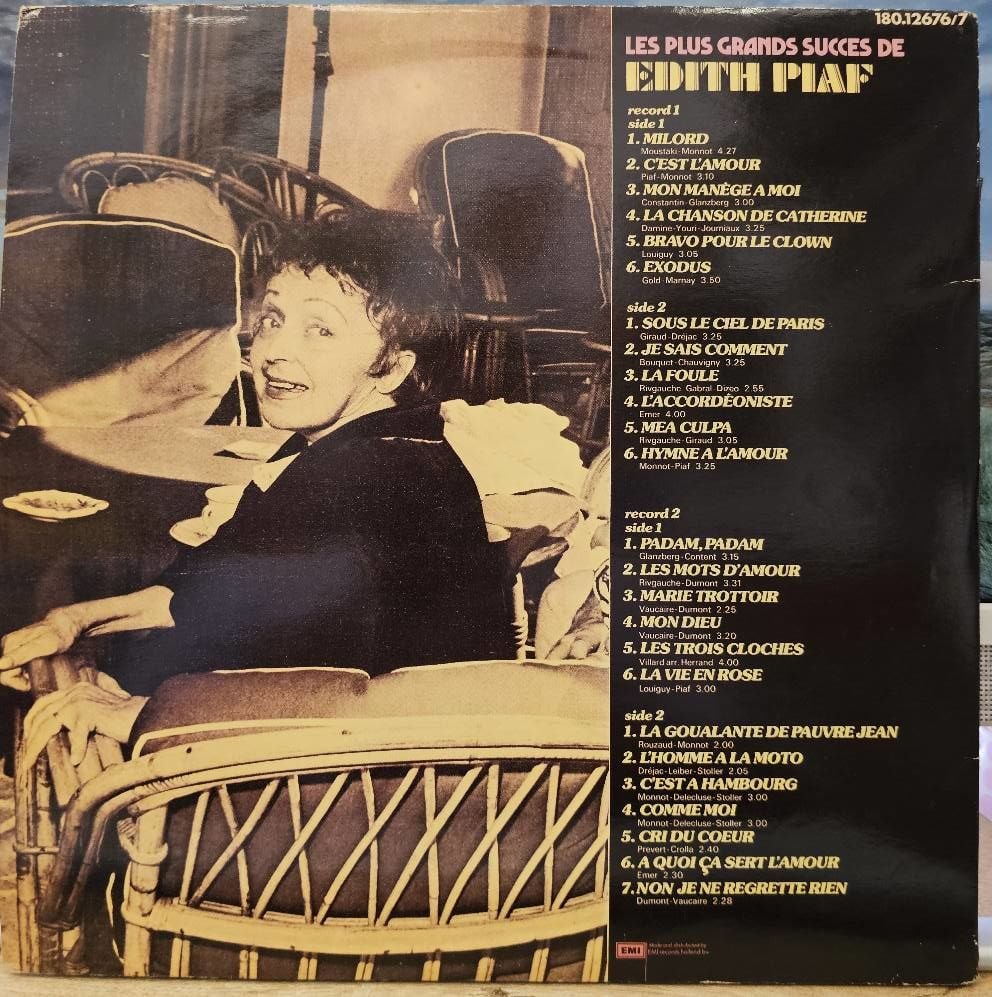 180.12676/7
LES PLUS GRANDS SUCCES DE
EDITH PIAF
record 1
side 1
1. MILORD
Moustaki-Monnot 4.27
2. C'EST L'AMOUR
Piaf-Monnot 3.10
3. MON MANÈGE A MOI
Constantin-Glanzberg 3.00
4. LA CHANSON DE CATHERINE
Damine-Youri-Journiaux 3.25
5. BRAVO POUR LE CLOWN
Louiguy 3.05
6. EXODUS
Gold-Marnay 3.50
side 2
1. SOUS LE CIEL DE PARIS
Giraud-Dréjac 3.25
2. JE SAIS COMMENT
Bouquet-Chauvigny 3.25
3. LA FOULE
Rivgauche-Gabral-Dizeo 2.55
4. L'ACCORDÉONISTE
Emer 4.00
5. MEA CULPA
Rivgauche-Giraud 3.05
6. HYMNE A L'AMOUR
Monnot-Piaf 3.25
record 2
side 1
1. PADAM, PADAM
Glanzberg-Content 3.15
2. LES MOTS D'AMOUR
Rivgauche-Dumont 3.31
3. MARIE TROTTOIR
Vaucaire-Dumont 2.25
4. MON DIEU
Vaucaire-Dumont 3.20
5. LES TROIS CLOCHES
Villard arr. Herrand 4.00
6. LA VIE EN ROSE
Louiguy-Piaf 3.00
side 2
1. LA GOUALANTE DE PAUVRE JEAN
Rouzaud-Monnot 2.00
2. L'HOMME A LA MOTO
Dréjac-Leiber-Stoller 2.05
3. C'EST A HAMBOURG
Monnot-Delecluse-Stoller 3.00
4. COMME MOI
Monnot-Delecluse-Stoller 3.00
5. CRI DU COEUR
Prevert-Crolla 2.40
6. A QUOI ÇA SERT L'AMOUR
Emer 2.30
7. NON JE NE REGRETTE RIEN
Dumont-Vaucaire 2.28
EMI
Made and distributed by
EMI records holland bv